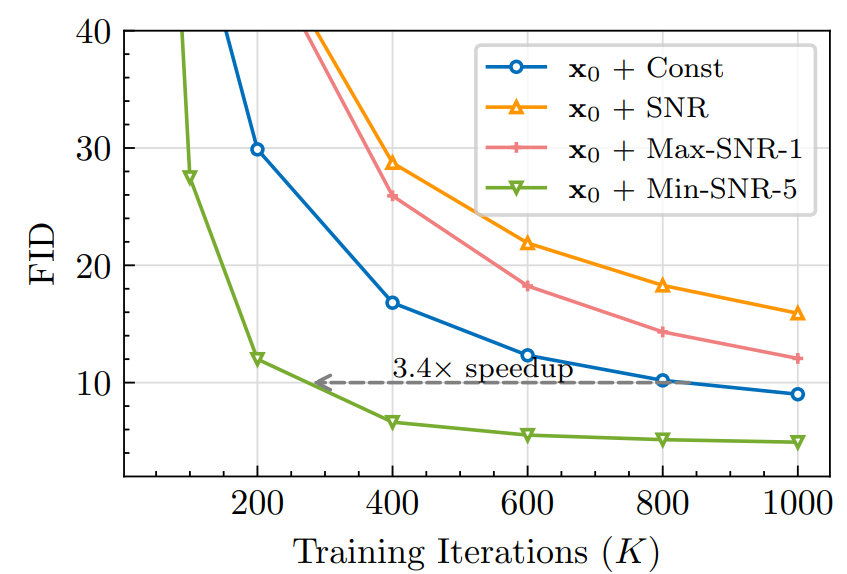 40
30
20
10
FID
x₀ + Const
x₀ + SNR
x₀ + Max-SNR-1
x₀ + Min-SNR-5
3.4× speedup
200 400 600 800 1000
Training Iterations (K)